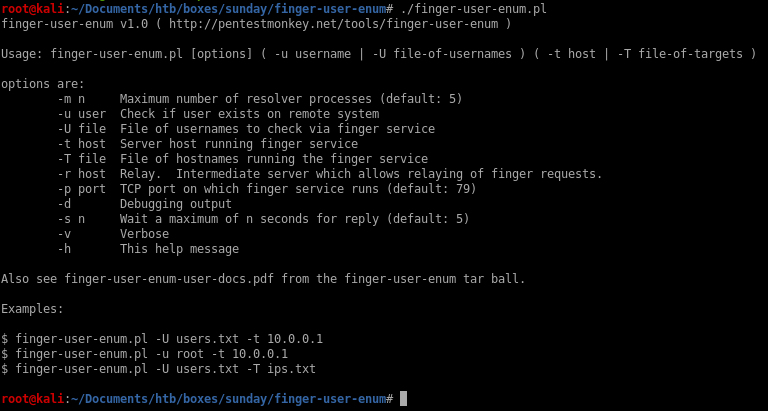 root@kali:~/Documents/htb/boxes/sunday/finger-user-enum# ./finger-user-enum.pl
finger-user-enum v1.0 ( http://pentestmonkey.net/tools/finger-user-enum )

Usage: finger-user-enum.pl [options] ( -u username | -U file-of-usernames ) ( -t host | -T file-of-targets )

options are:
        -m n     Maximum number of resolver processes (default: 5)
        -u user  Check if user exists on remote system
        -U file  File of usernames to check via finger service
        -t host  Server host running finger service
        -T file  File of hostnames running the finger service
        -r host  Relay.  Intermediate server which allows relaying of finger requests.
        -p port  TCP port on which finger service runs (default: 79)
        -d       Debugging output
        -s n     Wait a maximum of n seconds for reply (default: 5)
        -v       Verbose
        -h       This help message

Also see finger-user-enum-user-docs.pdf from the finger-user-enum tar ball.

Examples:

$ finger-user-enum.pl -U users.txt -t 10.0.0.1
$ finger-user-enum.pl -u root -t 10.0.0.1
$ finger-user-enum.pl -U users.txt -T ips.txt

root@kali:~/Documents/htb/boxes/sunday/finger-user-enum#